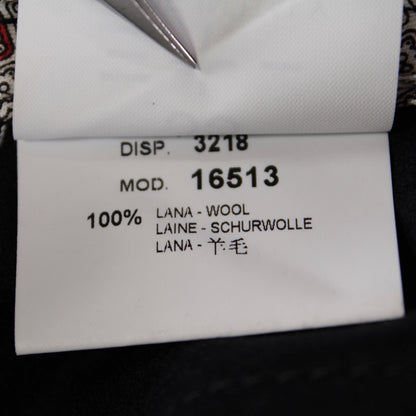 DISP. 3218
MOD. 16513
100% LANA - WOOL
LAINE - SCHURWOLLE
LANA - 羊毛